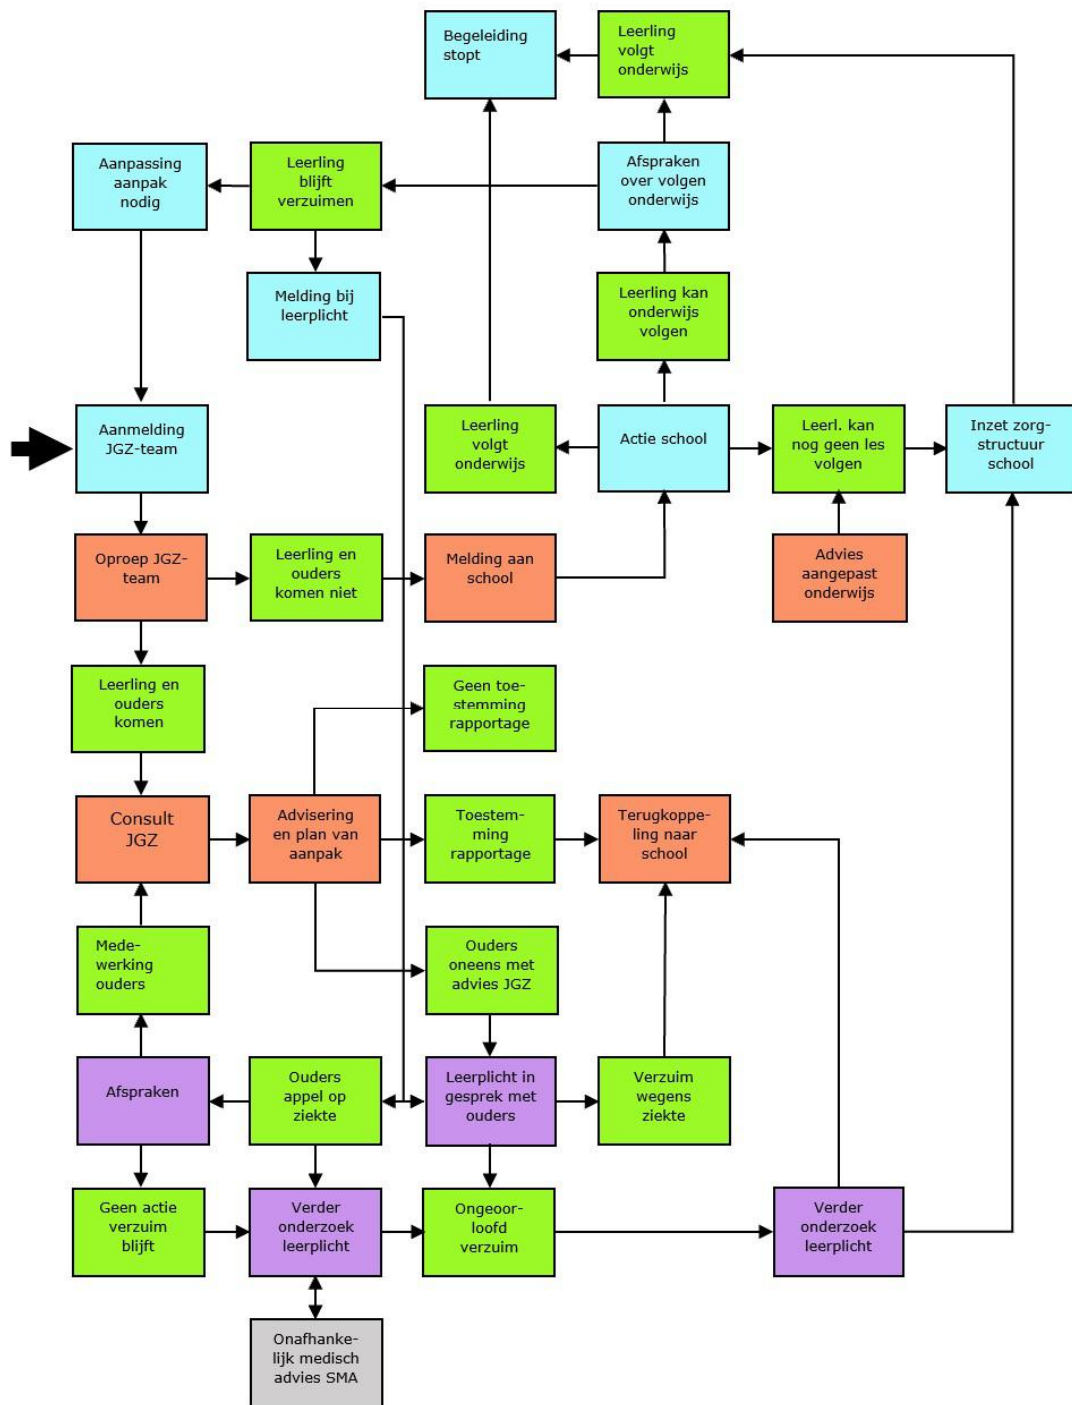 Begeleiding
stopt
Leerling
volgt
onderwijs
Aanpassing
aanpak
nodig
Leerling
blijft
verzuimen
Afspraken
over volgen
onderwijs
Melding bij
leerplicht
Leerling kan
onderwijs
volgen
Aanmelding
JGZ-team
Leerling
volgt
onderwijs
Actie school
Leerl. kan
nog geen les
volgen
Inzet zorg-
structuur
school
Oproep JGZ-
team
Leerling en
ouders
komen niet
Melding aan
school
Advies
aangepast
onderwijs
Leerling en
ouders
komen
Geen toe-
stemming
rapportage
Consult
JGZ
Advisering
en plan van
aanpak
Toestem-
ming
rapportage
Terugkoppe-
ling naar
school
Mede-
werking
ouders
Ouders
oneens met
advies JGZ
Afspraken
Ouders
appel op
ziekte
Leerplicht in
gesprek met
ouders
Verzuim
wegens
ziekte
Geen actie
verzuim
blijft
Verder
onderzoek
leerplicht
Ongeoor-
loofd
verzuim
Verder
onderzoek
leerplicht
Onafhanke-
lijk medisch
advies SMA